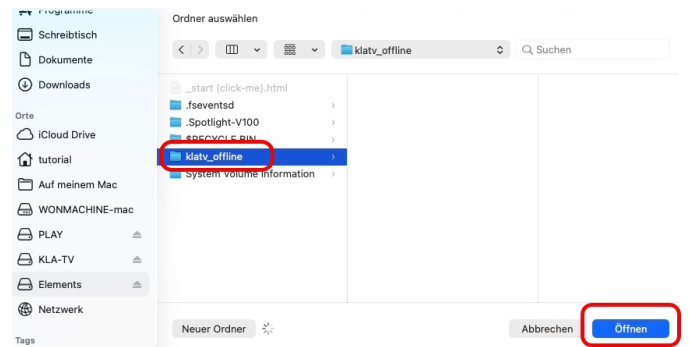 Programme
Schreibtisch
Dokumente
Downloads
Orte
iCloud Drive
tutorial
Auf meinem Mac
WONMACHINE-mac
PLAY
KLA-TV
Elements
Netzwerk
Tags
Ordner auswählen
klatv_offline
Suchen
_start (click-me).html
.fseventsd
.Spotlight-V100
$RECYCLE.BIN
klatv_offline
System Volume Information
Neuer Ordner
Abbrechen
Öffnen